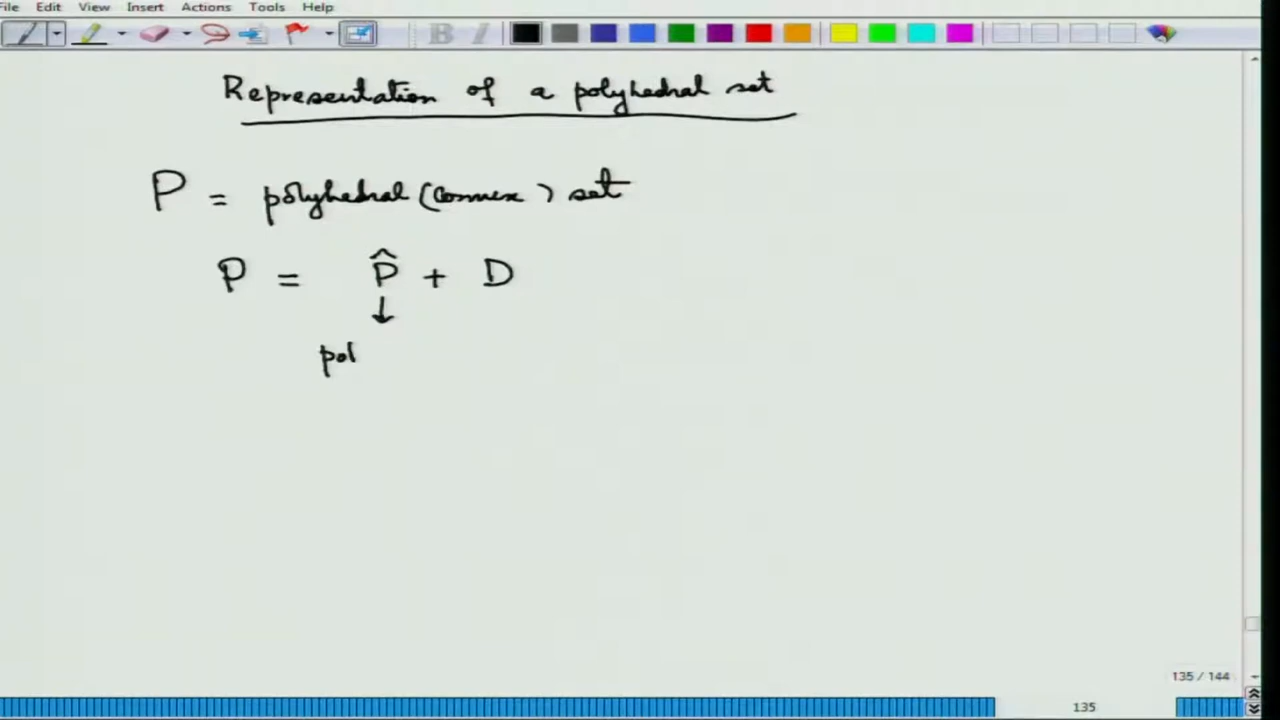 File Edit View Insert Actions Tools Help
B I
Representation of a polyhedral set
P = polyhedral (convex) set
P = P̂ + D
↓
pol
135 / 144
135